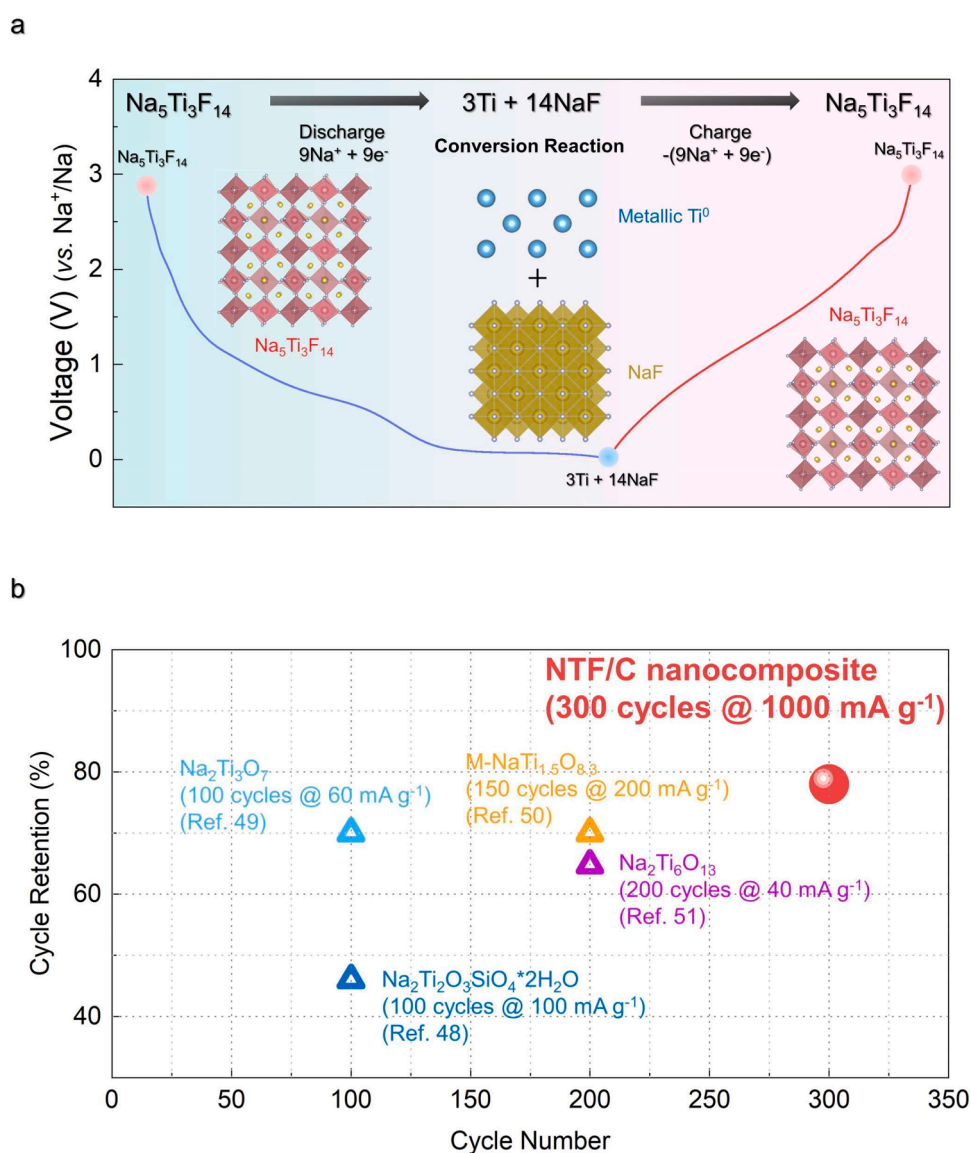 a
Na₅Ti₃F₁₄
3Ti + 14NaF
Na₅Ti₃F₁₄
Discharge
9Na⁺ + 9e⁻
Conversion Reaction
Charge
-(9Na⁺ + 9e⁻)
Na₅Ti₃F₁₄
Na₅Ti₃F₁₄
Metallic Ti⁰
+
Na₅Ti₃F₁₄
NaF
Na₅Ti₃F₁₄
3Ti + 14NaF
Voltage (V) (vs. Na⁺/Na)
4
3
2
1
0
b
NTF/C nanocomposite
(300 cycles @ 1000 mA g⁻¹)
Na₂Ti₃O₇
(100 cycles @ 60 mA g⁻¹)
(Ref. 49)
M-NaTi₁.₅O₈.₃
(150 cycles @ 200 mA g⁻¹)
(Ref. 50)
Na₂Ti₆O₁₃
(200 cycles @ 40 mA g⁻¹)
(Ref. 51)
Na₂Ti₂O₃SiO₄*2H₂O
(100 cycles @ 100 mA g⁻¹)
(Ref. 48)
Cycle Retention (%)
100
80
60
40
0 50 100 150 200 250 300 350
Cycle Number